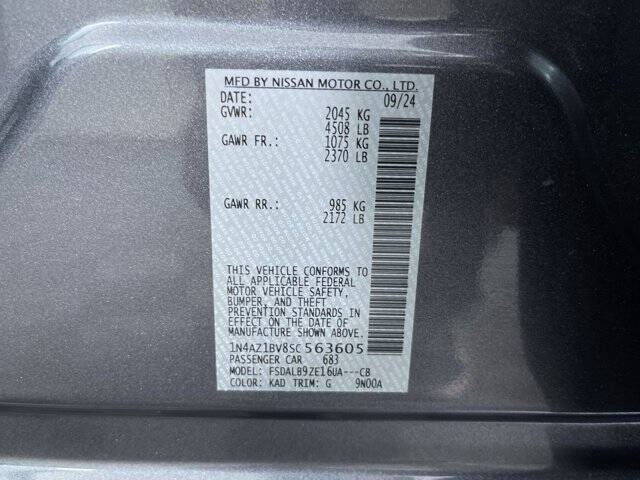 MFD BY NISSAN MOTOR CO., LTD.
DATE: 09/24
GVWR: 2045 KG
4508 LB
GAWR FR.: 1075 KG
2370 LB
GAWR RR.: 985 KG
2172 LB
THIS VEHICLE CONFORMS TO
ALL APPLICABLE FEDERAL
MOTOR VEHICLE SAFETY,
BUMPER, AND THEFT
PREVENTION STANDARDS IN
EFFECT ON THE DATE OF
MANUFACTURE SHOWN ABOVE.
1N4AZ1BV8SC563605
PASSENGER CAR 683
MODEL: FSDALB9ZE16UA---CB
COLOR: KAD TRIM: G 9N00A